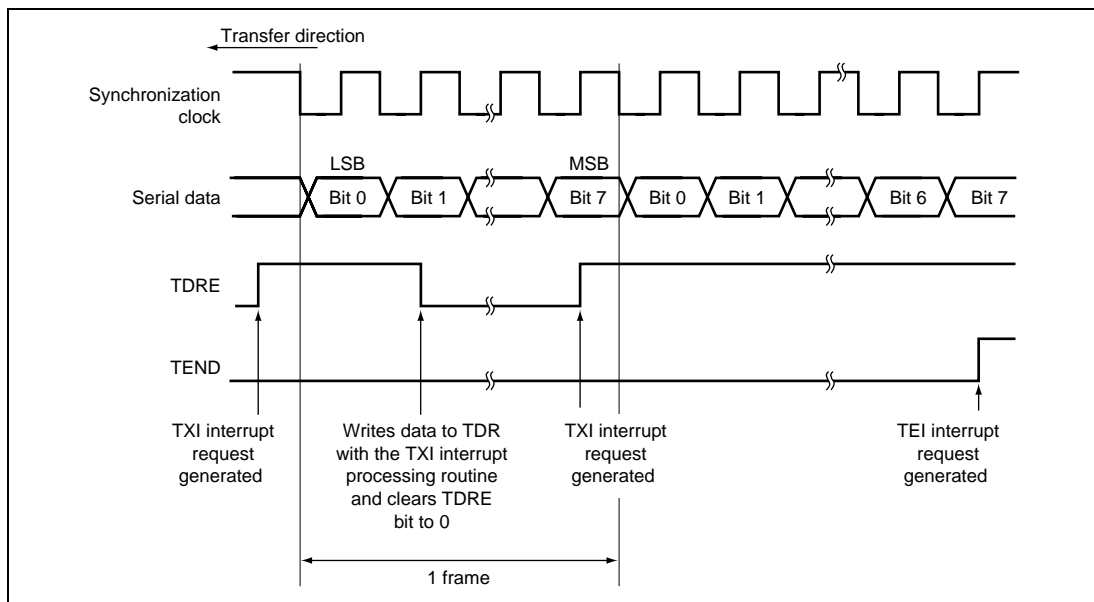 Transfer direction
Synchronization
clock
LSB
MSB
Serial data
Bit 0
Bit 1
Bit 7
Bit 0
Bit 1
Bit 6
Bit 7
TDRE
TEND
TXI interrupt
request
generated
Writes data to TDR
with the TXI interrupt
processing routine
and clears TDRE
bit to 0
TXI interrupt
request
generated
TEI interrupt
request
generated
1 frame